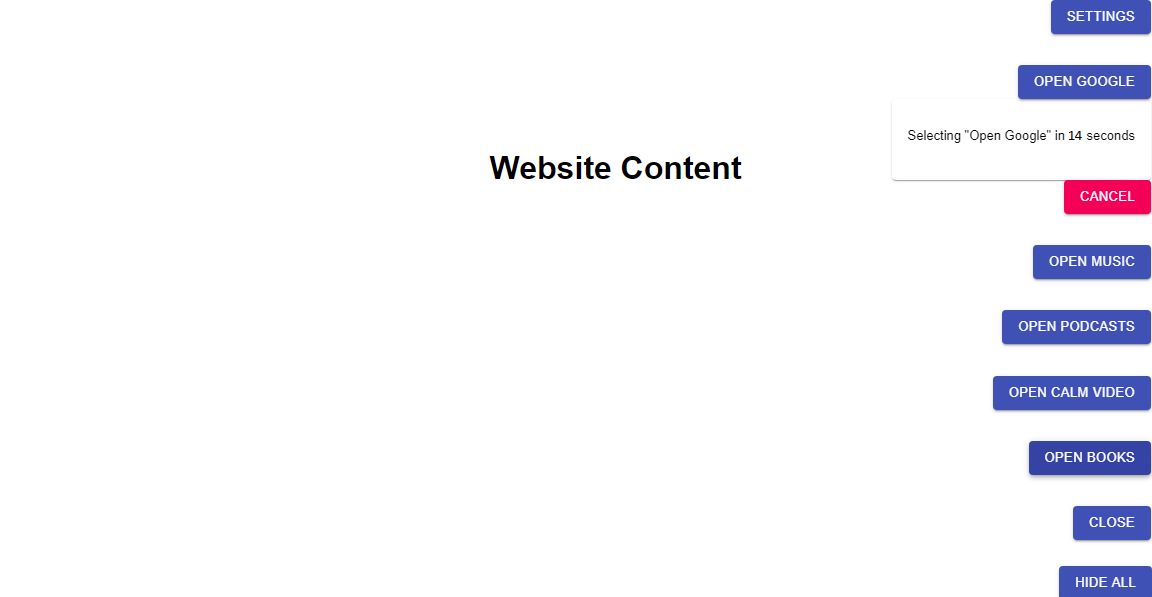 SETTINGS
OPEN GOOGLE
Selecting "Open Google" in 14 seconds
Website Content
CANCEL
OPEN MUSIC
OPEN PODCASTS
OPEN CALM VIDEO
OPEN BOOKS
CLOSE
HIDE ALL